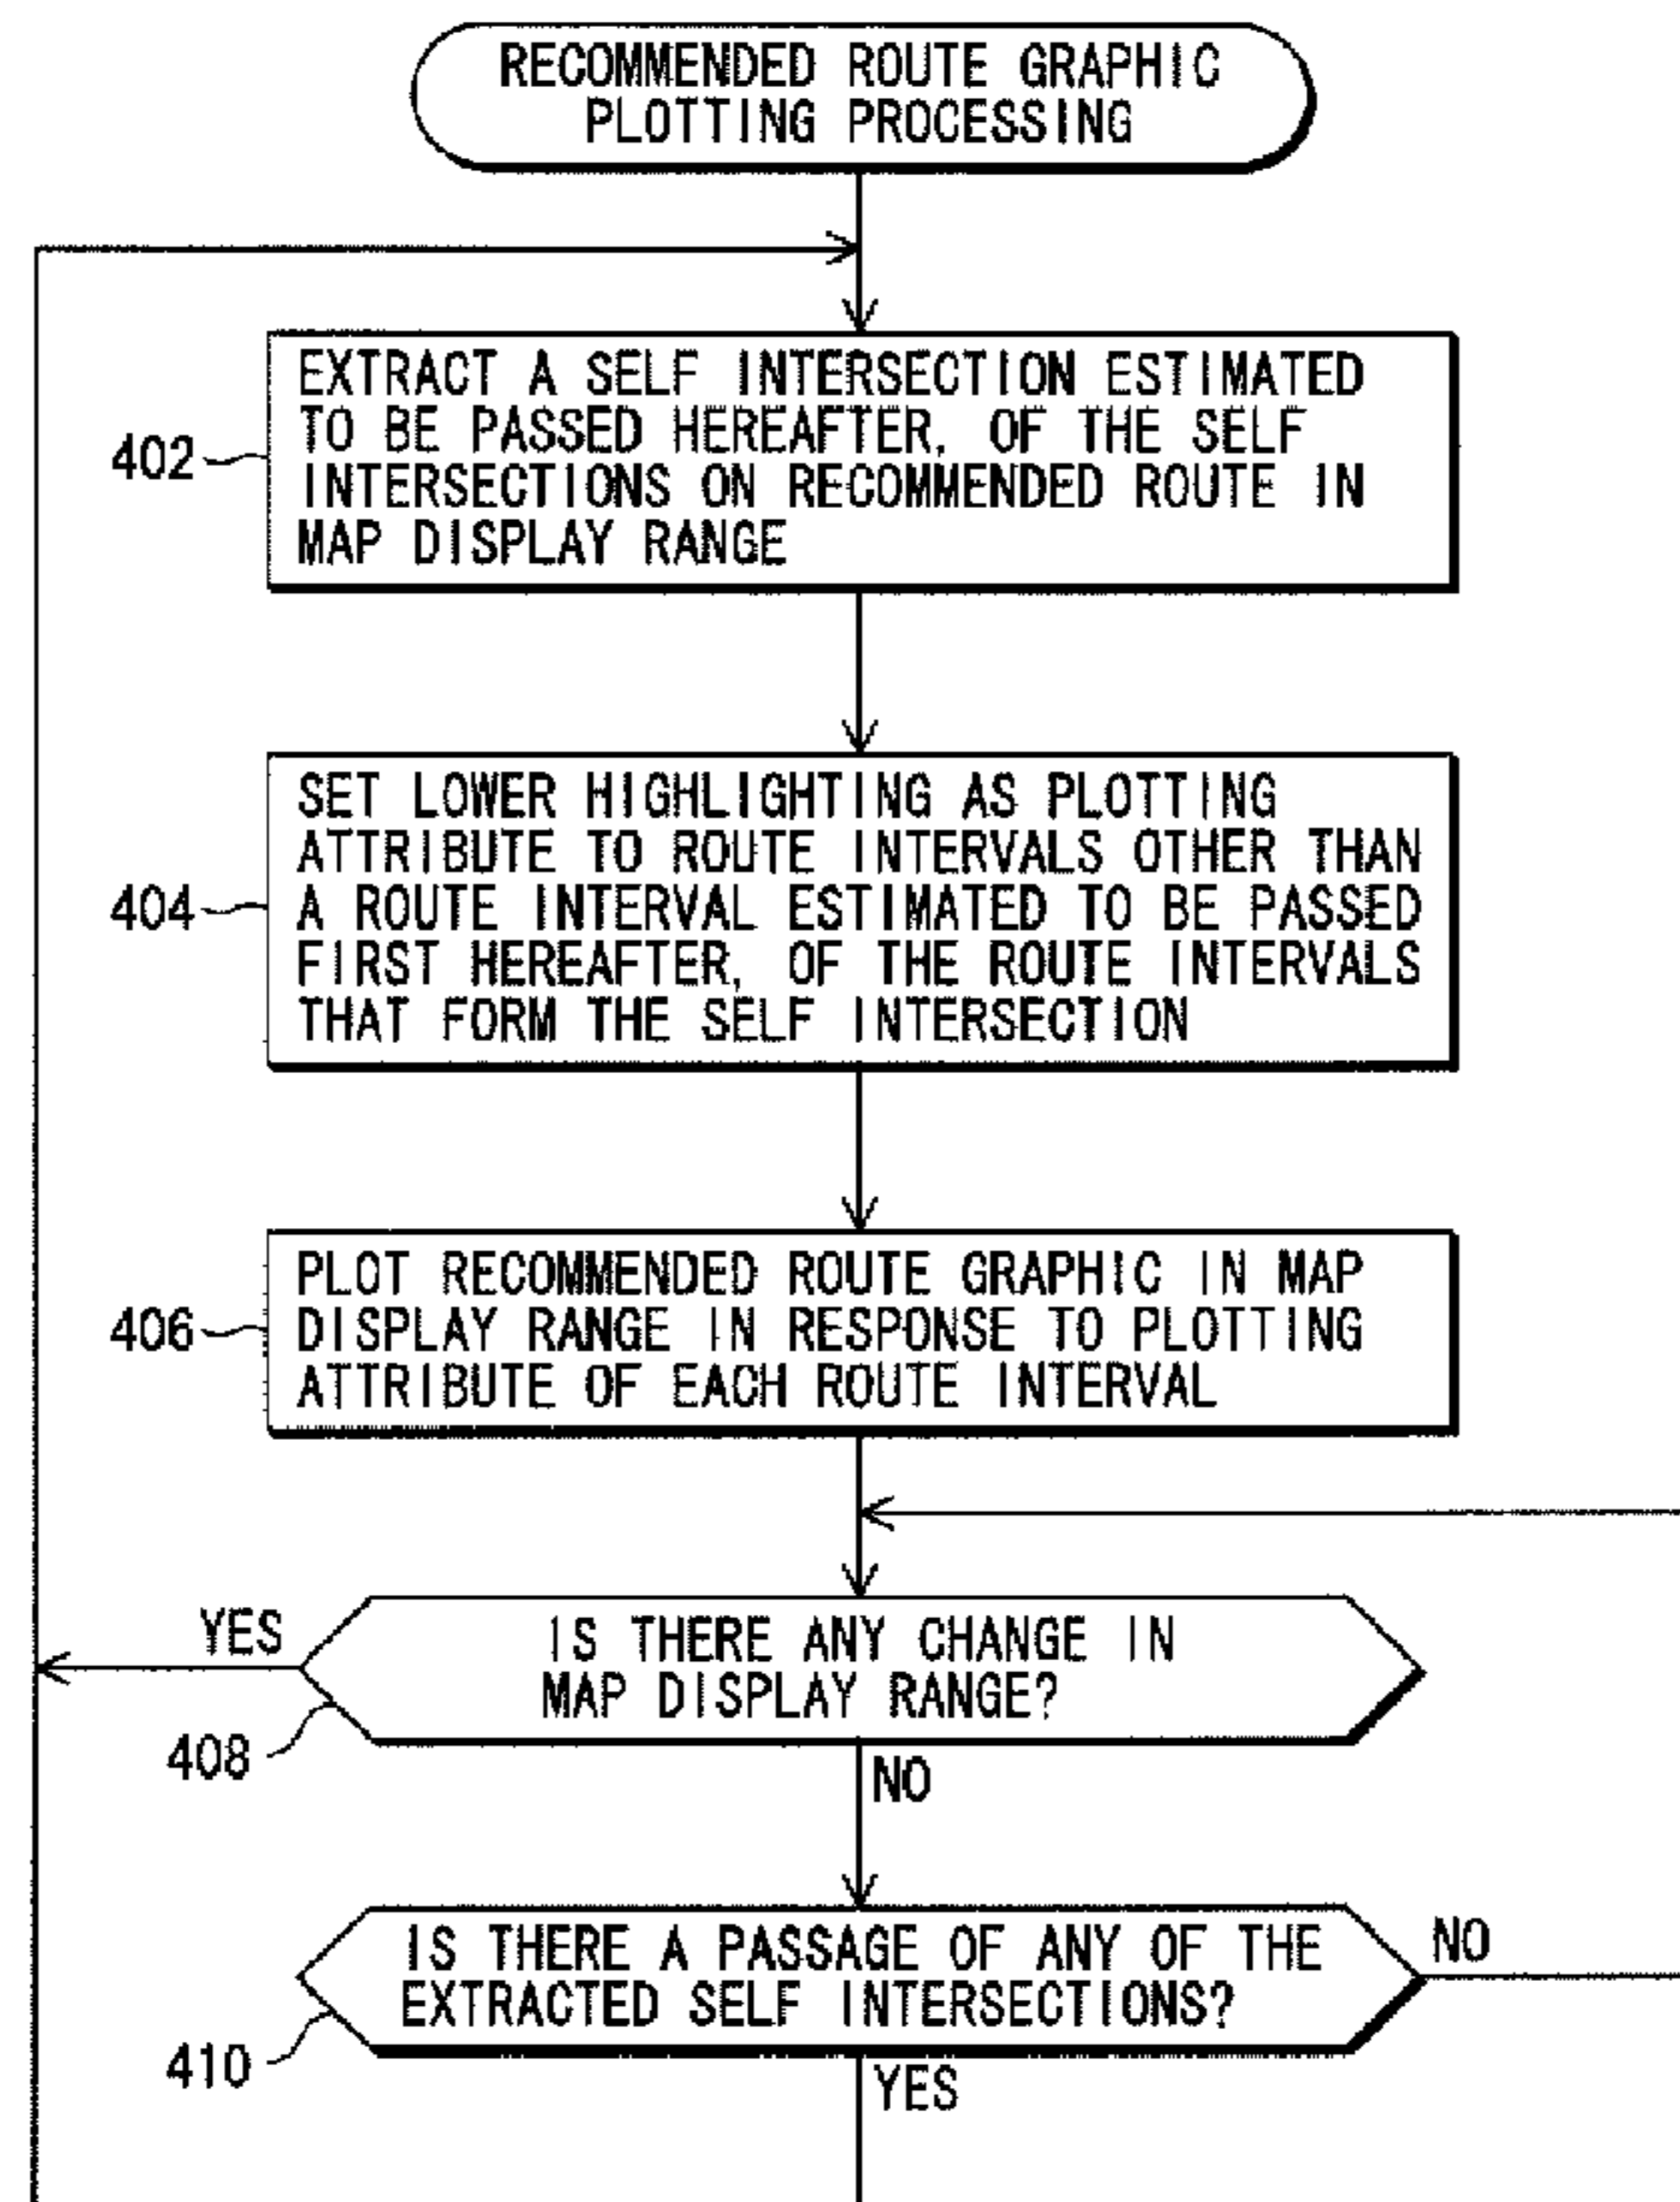 RECOMMENDED ROUTE GRAPHIC
PLOTTING PROCESSING
EXTRACT A SELF INTERSECTION ESTIMATED
TO BE PASSED HEREAFTER, OF THE SELF
INTERSECTIONS ON RECOMMENDED ROUTE IN
MAP DISPLAY RANGE
402
SET LOWER HIGHLIGHTING AS PLOTTING
ATTRIBUTE TO ROUTE INTERVALS OTHER THAN
A ROUTE INTERVAL ESTIMATED TO BE PASSED
FIRST HEREAFTER, OF THE ROUTE INTERVALS
THAT FORM THE SELF INTERSECTION
404
PLOT RECOMMENDED ROUTE GRAPHIC IN MAP
DISPLAY RANGE IN RESPONSE TO PLOTTING
ATTRIBUTE OF EACH ROUTE INTERVAL
406
YES
IS THERE ANY CHANGE IN
MAP DISPLAY RANGE?
408
NO
IS THERE A PASSAGE OF ANY OF THE
EXTRACTED SELF INTERSECTIONS?
NO
410
YES